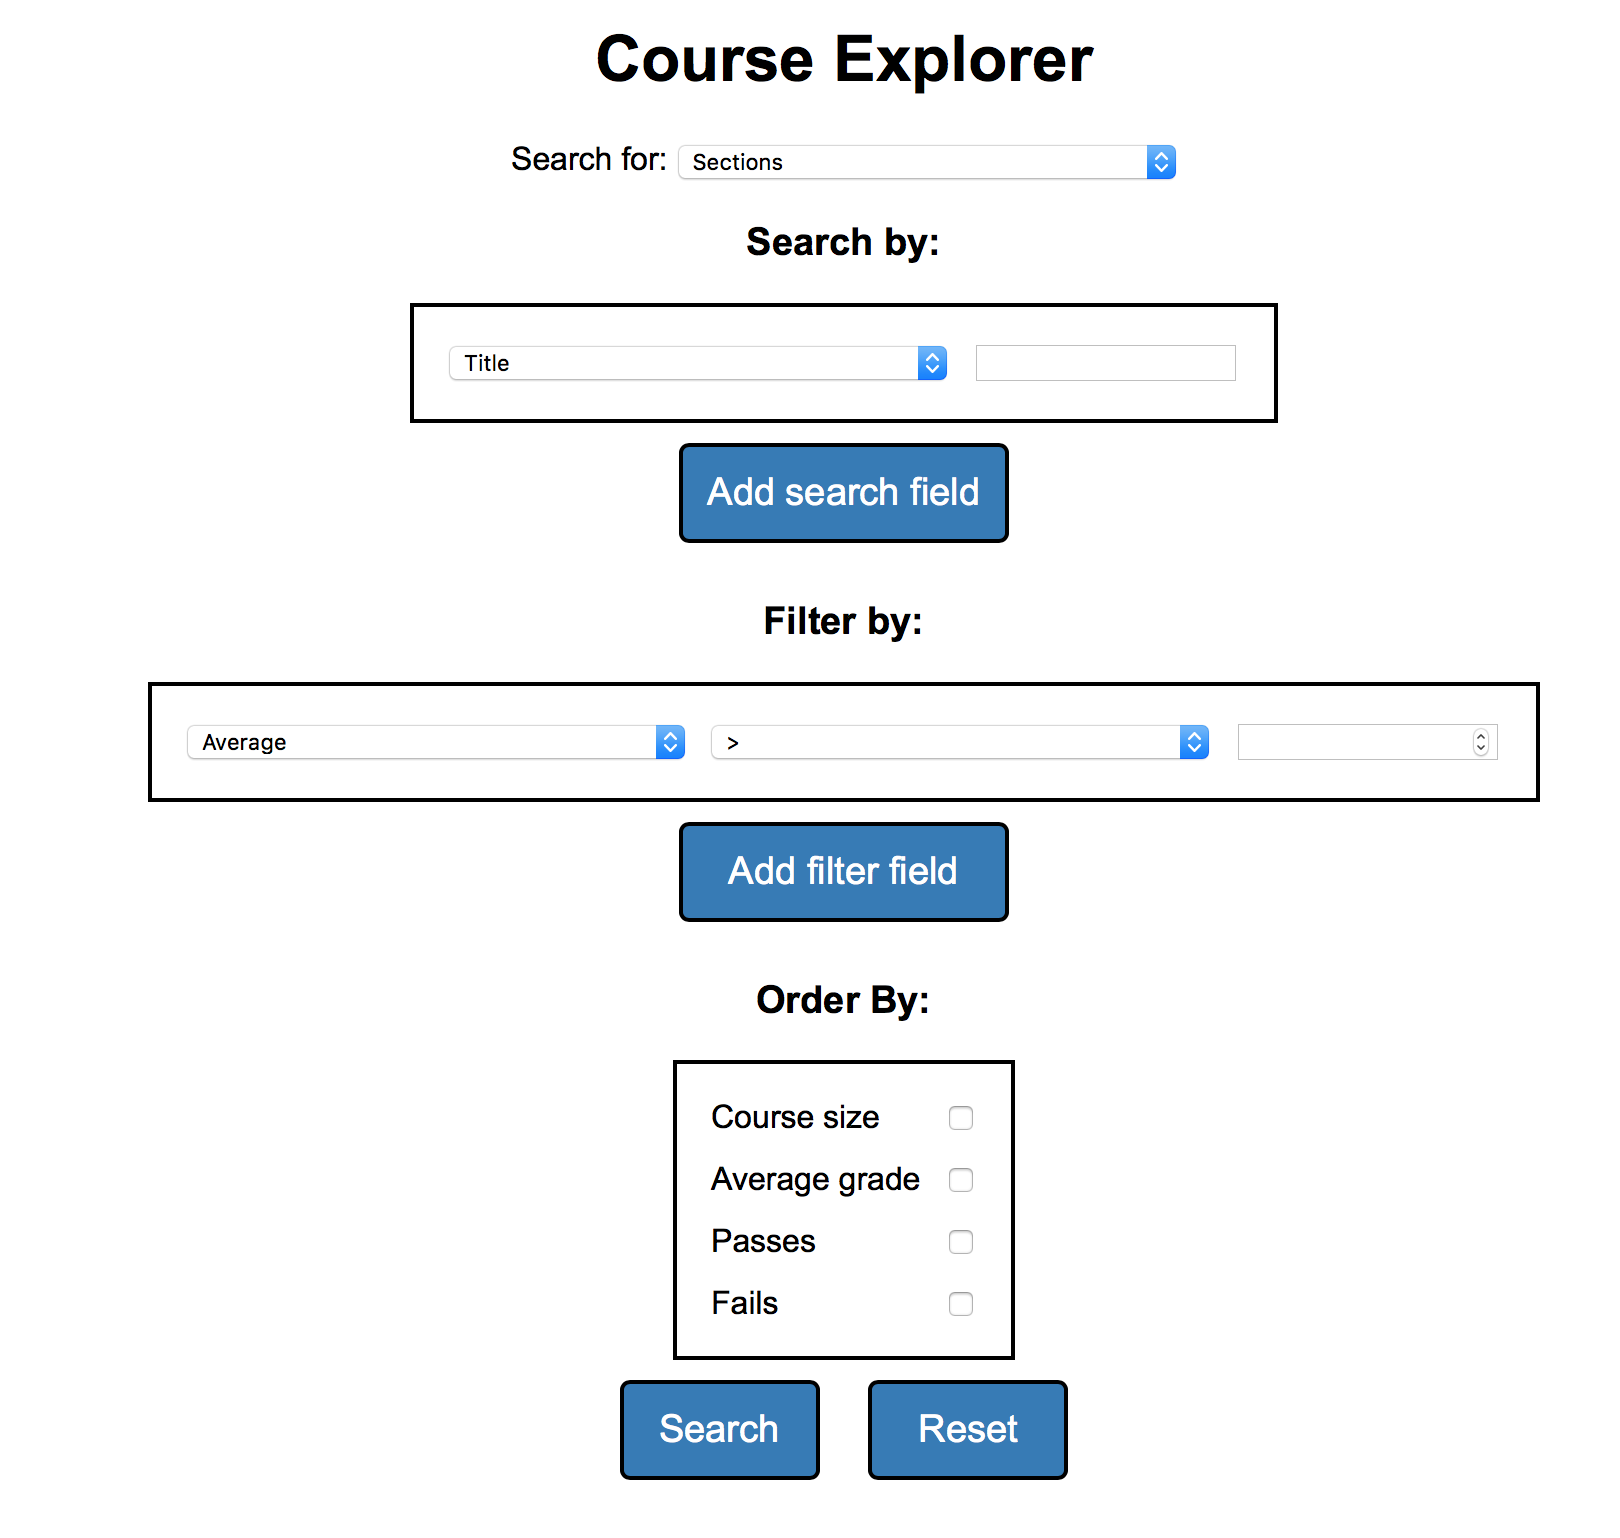 Course Explorer
Search for: Sections
Search by:
Title
Add search field
Filter by:
Average >
Add filter field
Order By:
Course size
Average grade
Passes
Fails
Search Reset